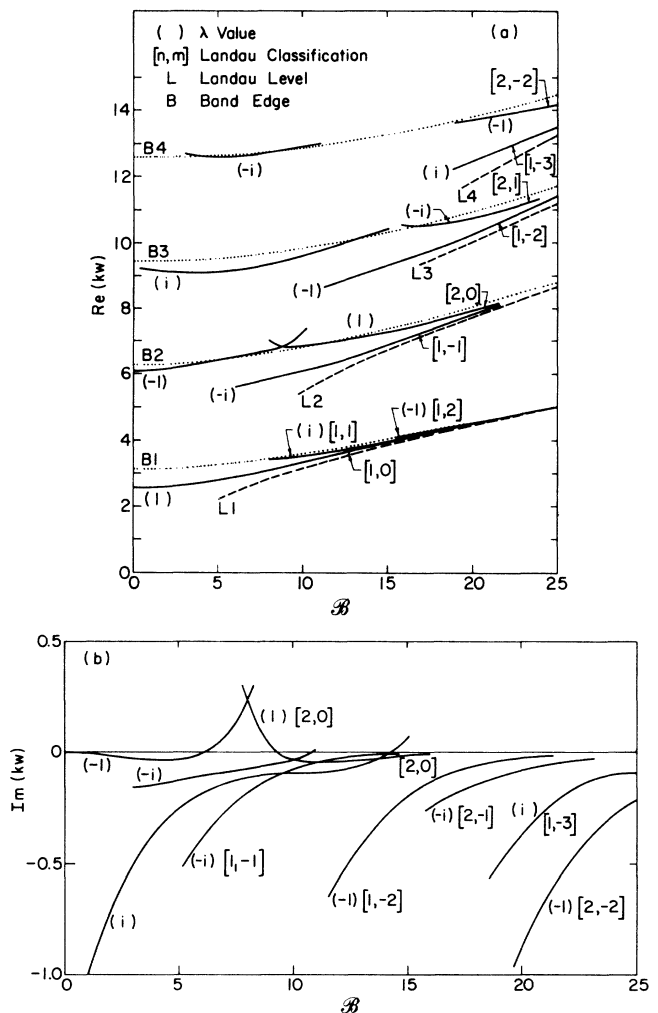 ( ) λ Value
[n,m] Landau Classification
L Landau Level
B Band Edge
(a)
[2,-2]
(-1)
B4
(-i)
(i)
[1,-3]
L4
[2,1]
(-i)
B3
(i)
(-1)
[1,-2]
L3
[2,0]
(1)
B2
(-1)
(-i)
[1,-1]
L2
(-1)[1,2]
(i)[1,1]
B1
[1,0]
(1)
L1
Re(kw)
14
12
10
8
6
4
2
0
0 5 10 15 20 25
ℬ
(b)
0.5
0
-0.5
-1.0
Im(kw)
(1)[2,0]
(-1)
(-i)
[2,0]
(-i)[2,-1]
(i)
[1,-3]
(-i)[1,-1]
(-1)[1,-2]
(-1)[2,-2]
(i)
0 5 10 15 20 25
ℬ